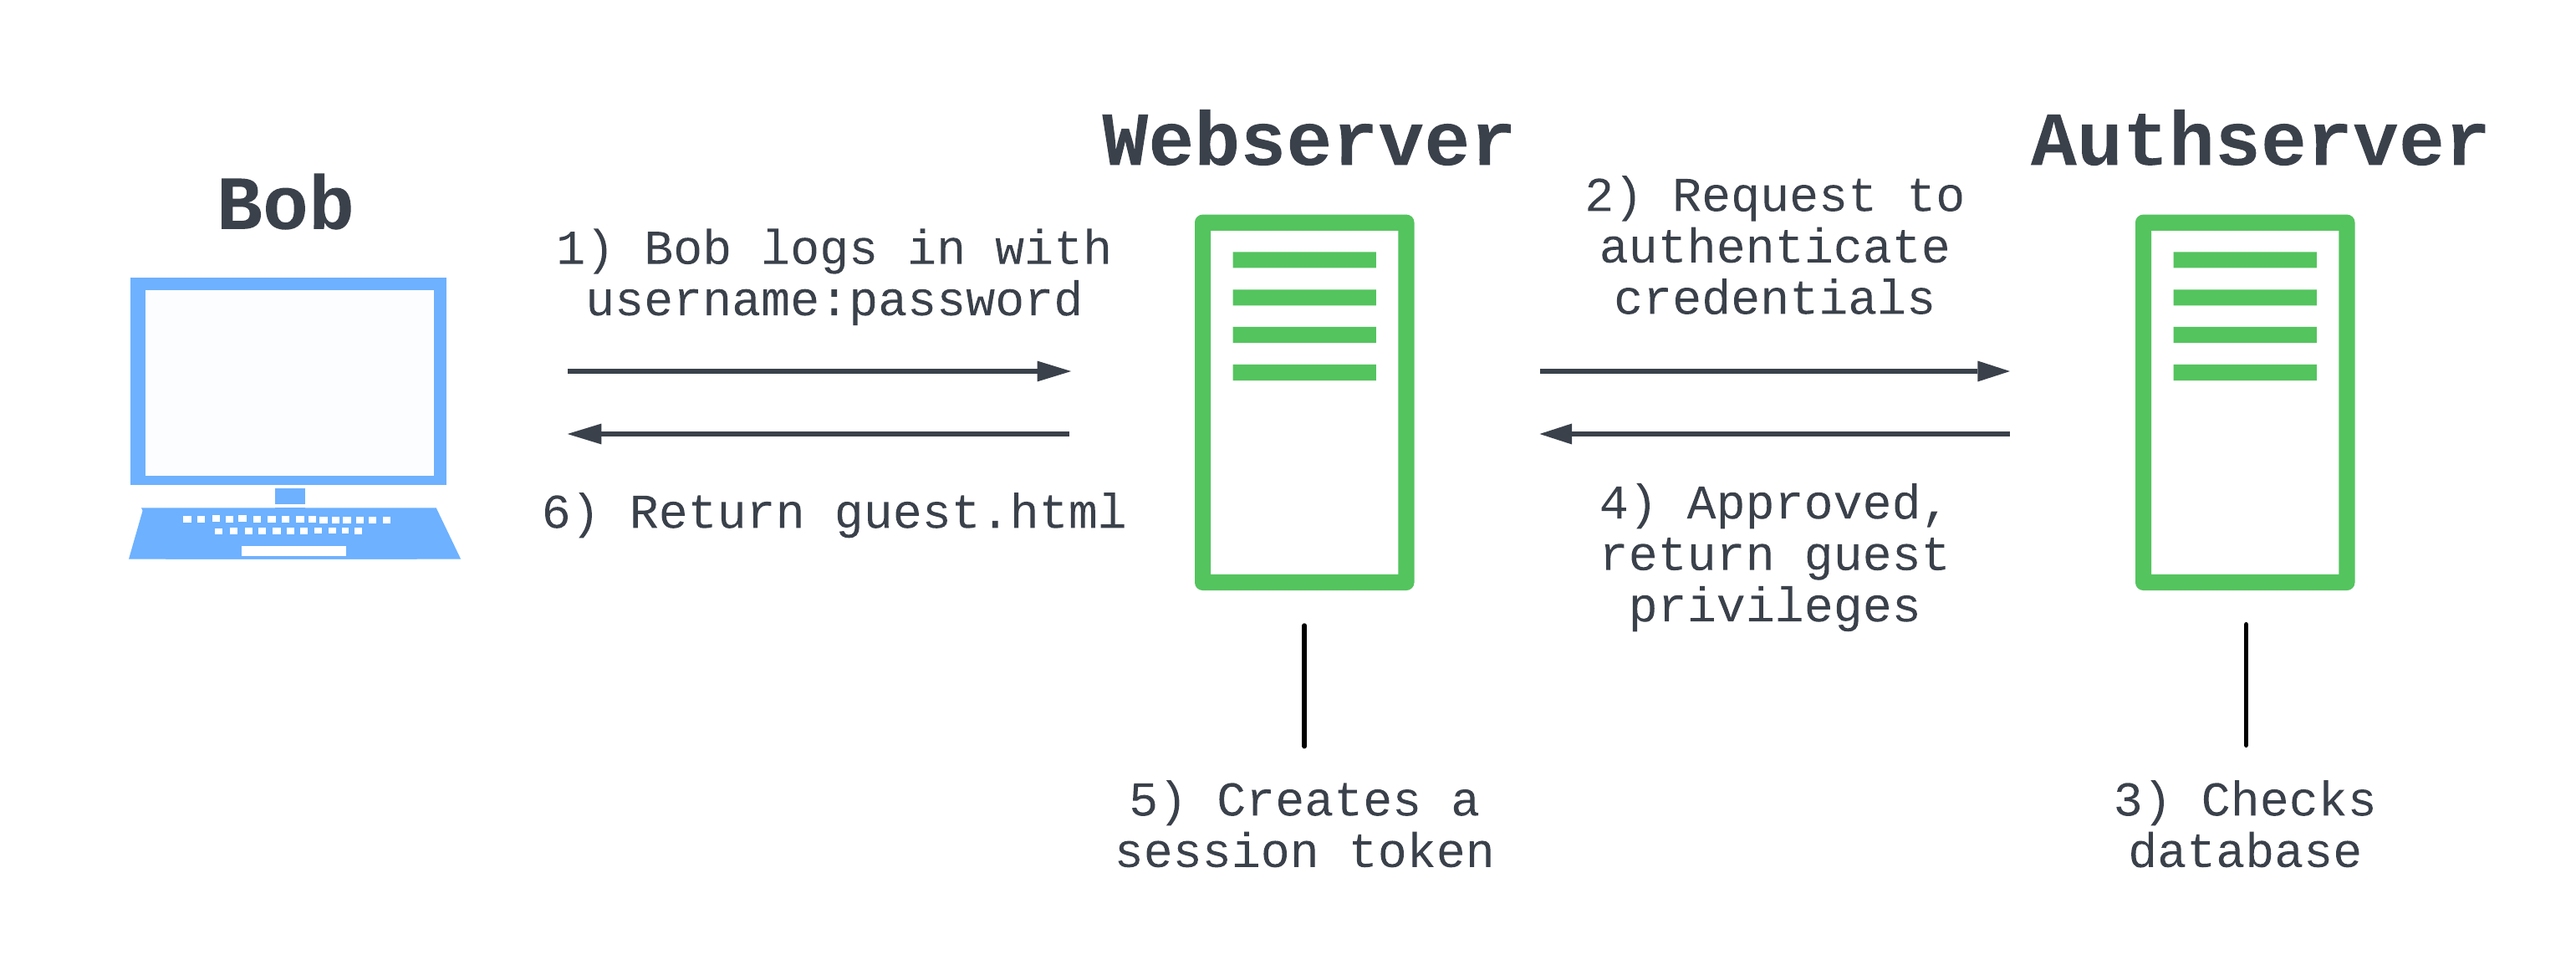 Bob
Webserver
Authserver
1) Bob logs in with
username:password
2) Request to
authenticate
credentials
3) Checks
database
4) Approved,
return guest
privileges
5) Creates a
session token
6) Return guest.html